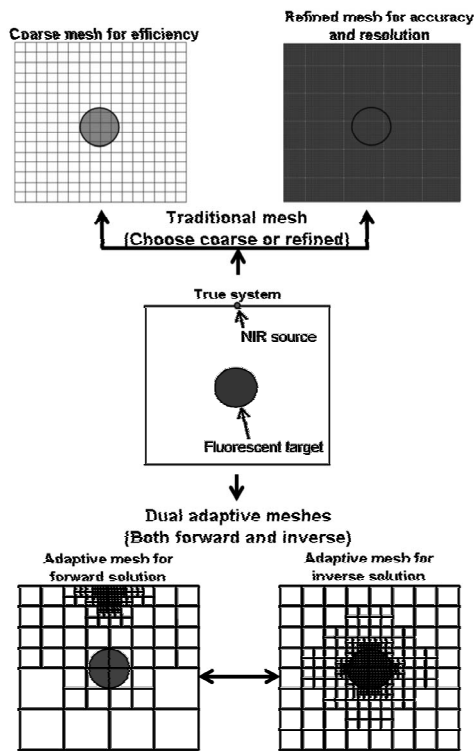 Coarse mesh for efficiency
Refined mesh for accuracy
and resolution
Traditional mesh
{Choose coarse or refined}
True system
NIR source
Fluorescent target
Dual adaptive meshes
{Both forward and inverse)
Adaptive mesh for
forward solution
Adaptive mesh for
inverse solution